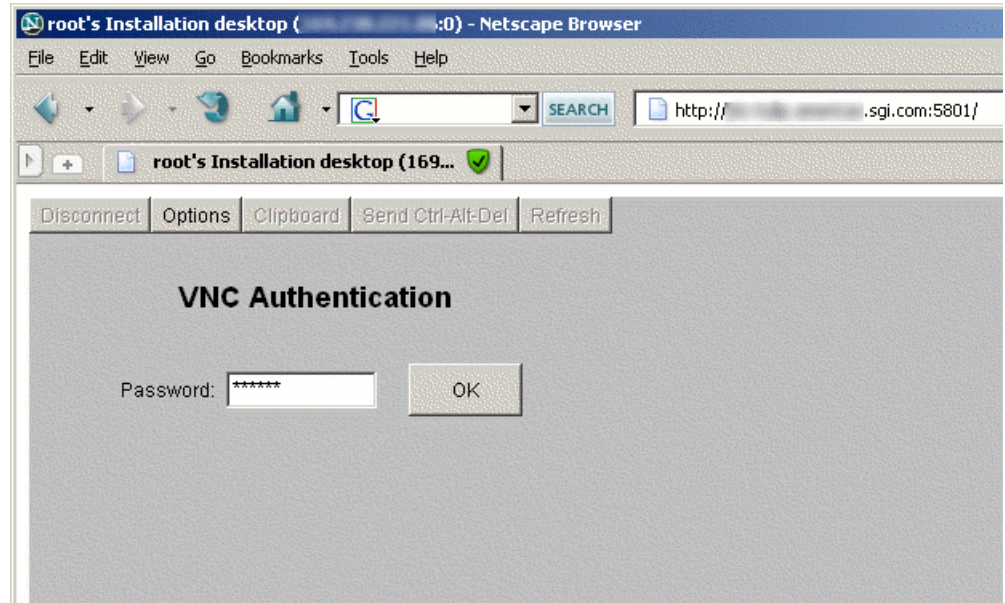 root's Installation desktop ( :0) - Netscape Browser
File Edit View Go Bookmarks Tools Help
G SEARCH http:// .sgi.com:5801/
root's Installation desktop (169...
Disconnect Options Clipboard Send Ctrl-Alt-Del Refresh
VNC Authentication
Password: ****** OK